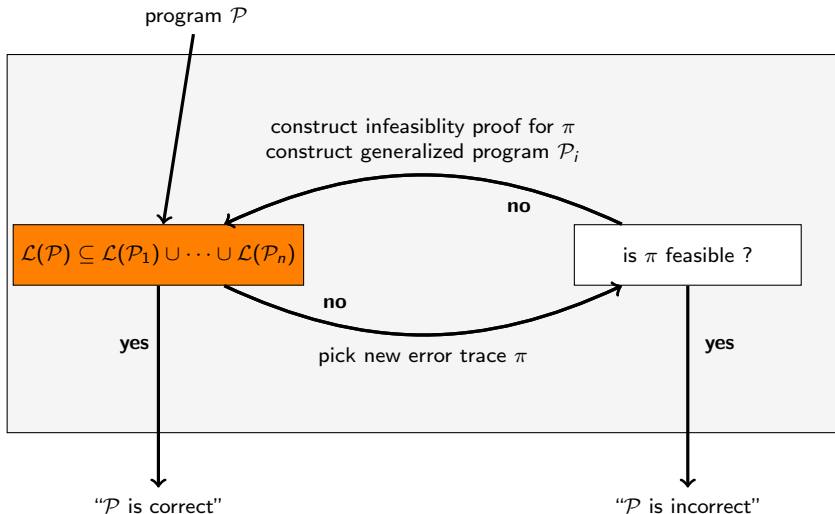 program 𝒫
construct infeasiblity proof for π
construct generalized program 𝒫ᵢ
no
ℒ(𝒫) ⊆ ℒ(𝒫₁) ∪ ⋯ ∪ ℒ(𝒫ₙ)
is π feasible ?
no
yes
pick new error trace π
yes
“𝒫 is correct”
“𝒫 is incorrect”